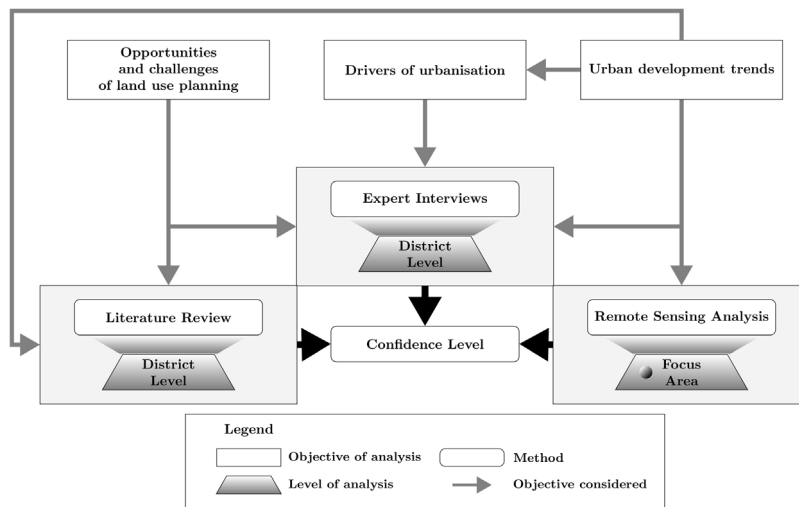 Opportunities
and challenges
of land use planning
Drivers of urbanisation
Urban development trends
Expert Interviews
District
Level
Literature Review
District
Level
Confidence Level
Remote Sensing Analysis
Focus
Area
Legend
Objective of analysis
Method
Level of analysis
Objective considered